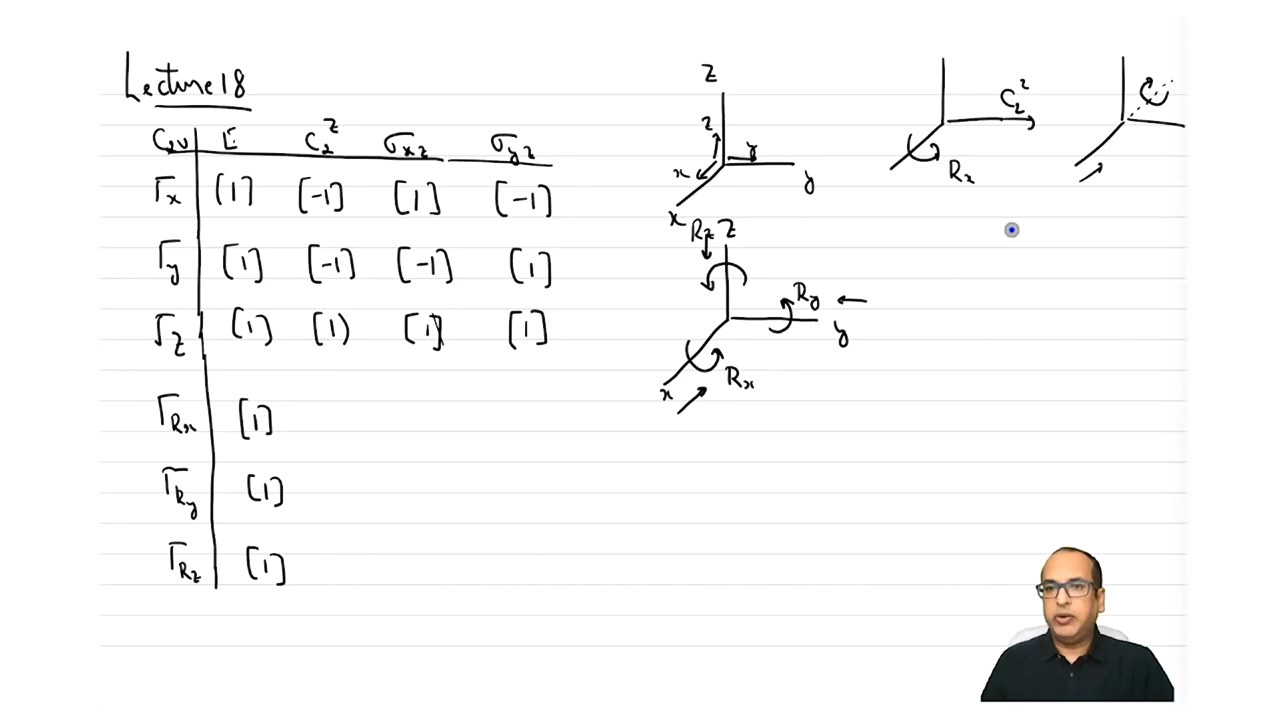 Lecture 18
C2v E C2^z σxz σyz
Γx [1] [-1] [1] [-1]
Γy [1] [-1] [-1] [1]
Γz [1] [1) [1] [1]
ΓRx [1]
ΓRy [1]
ΓRz [1]
z
z
x y
y
x
Rz z
Ry
y
x
Rx
C2^z
Rx